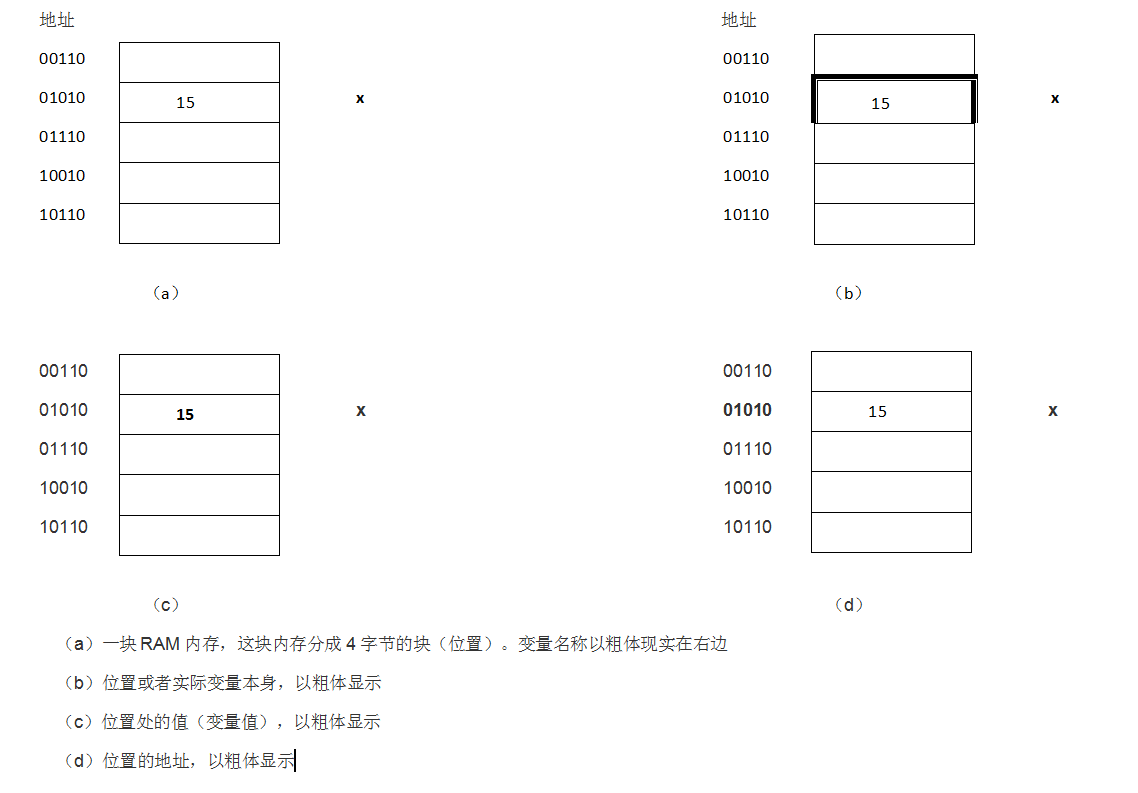 地址 地址
00110 00110
01010 15 x 01010 15 x
01110 01110
10010 10010
10110 10110
（a） （b）
00110 00110
01010 15 x 01010 15 x
01110 01110
10010 10010
10110 10110
（c） （d）
（a）一块 RAM 内存，这块内存分成 4 字节的块（位置）。变量名称以粗体现实在右边
（b）位置或者实际变量本身，以粗体显示
（c）位置处的值（变量值），以粗体显示
（d）位置的地址，以粗体显示